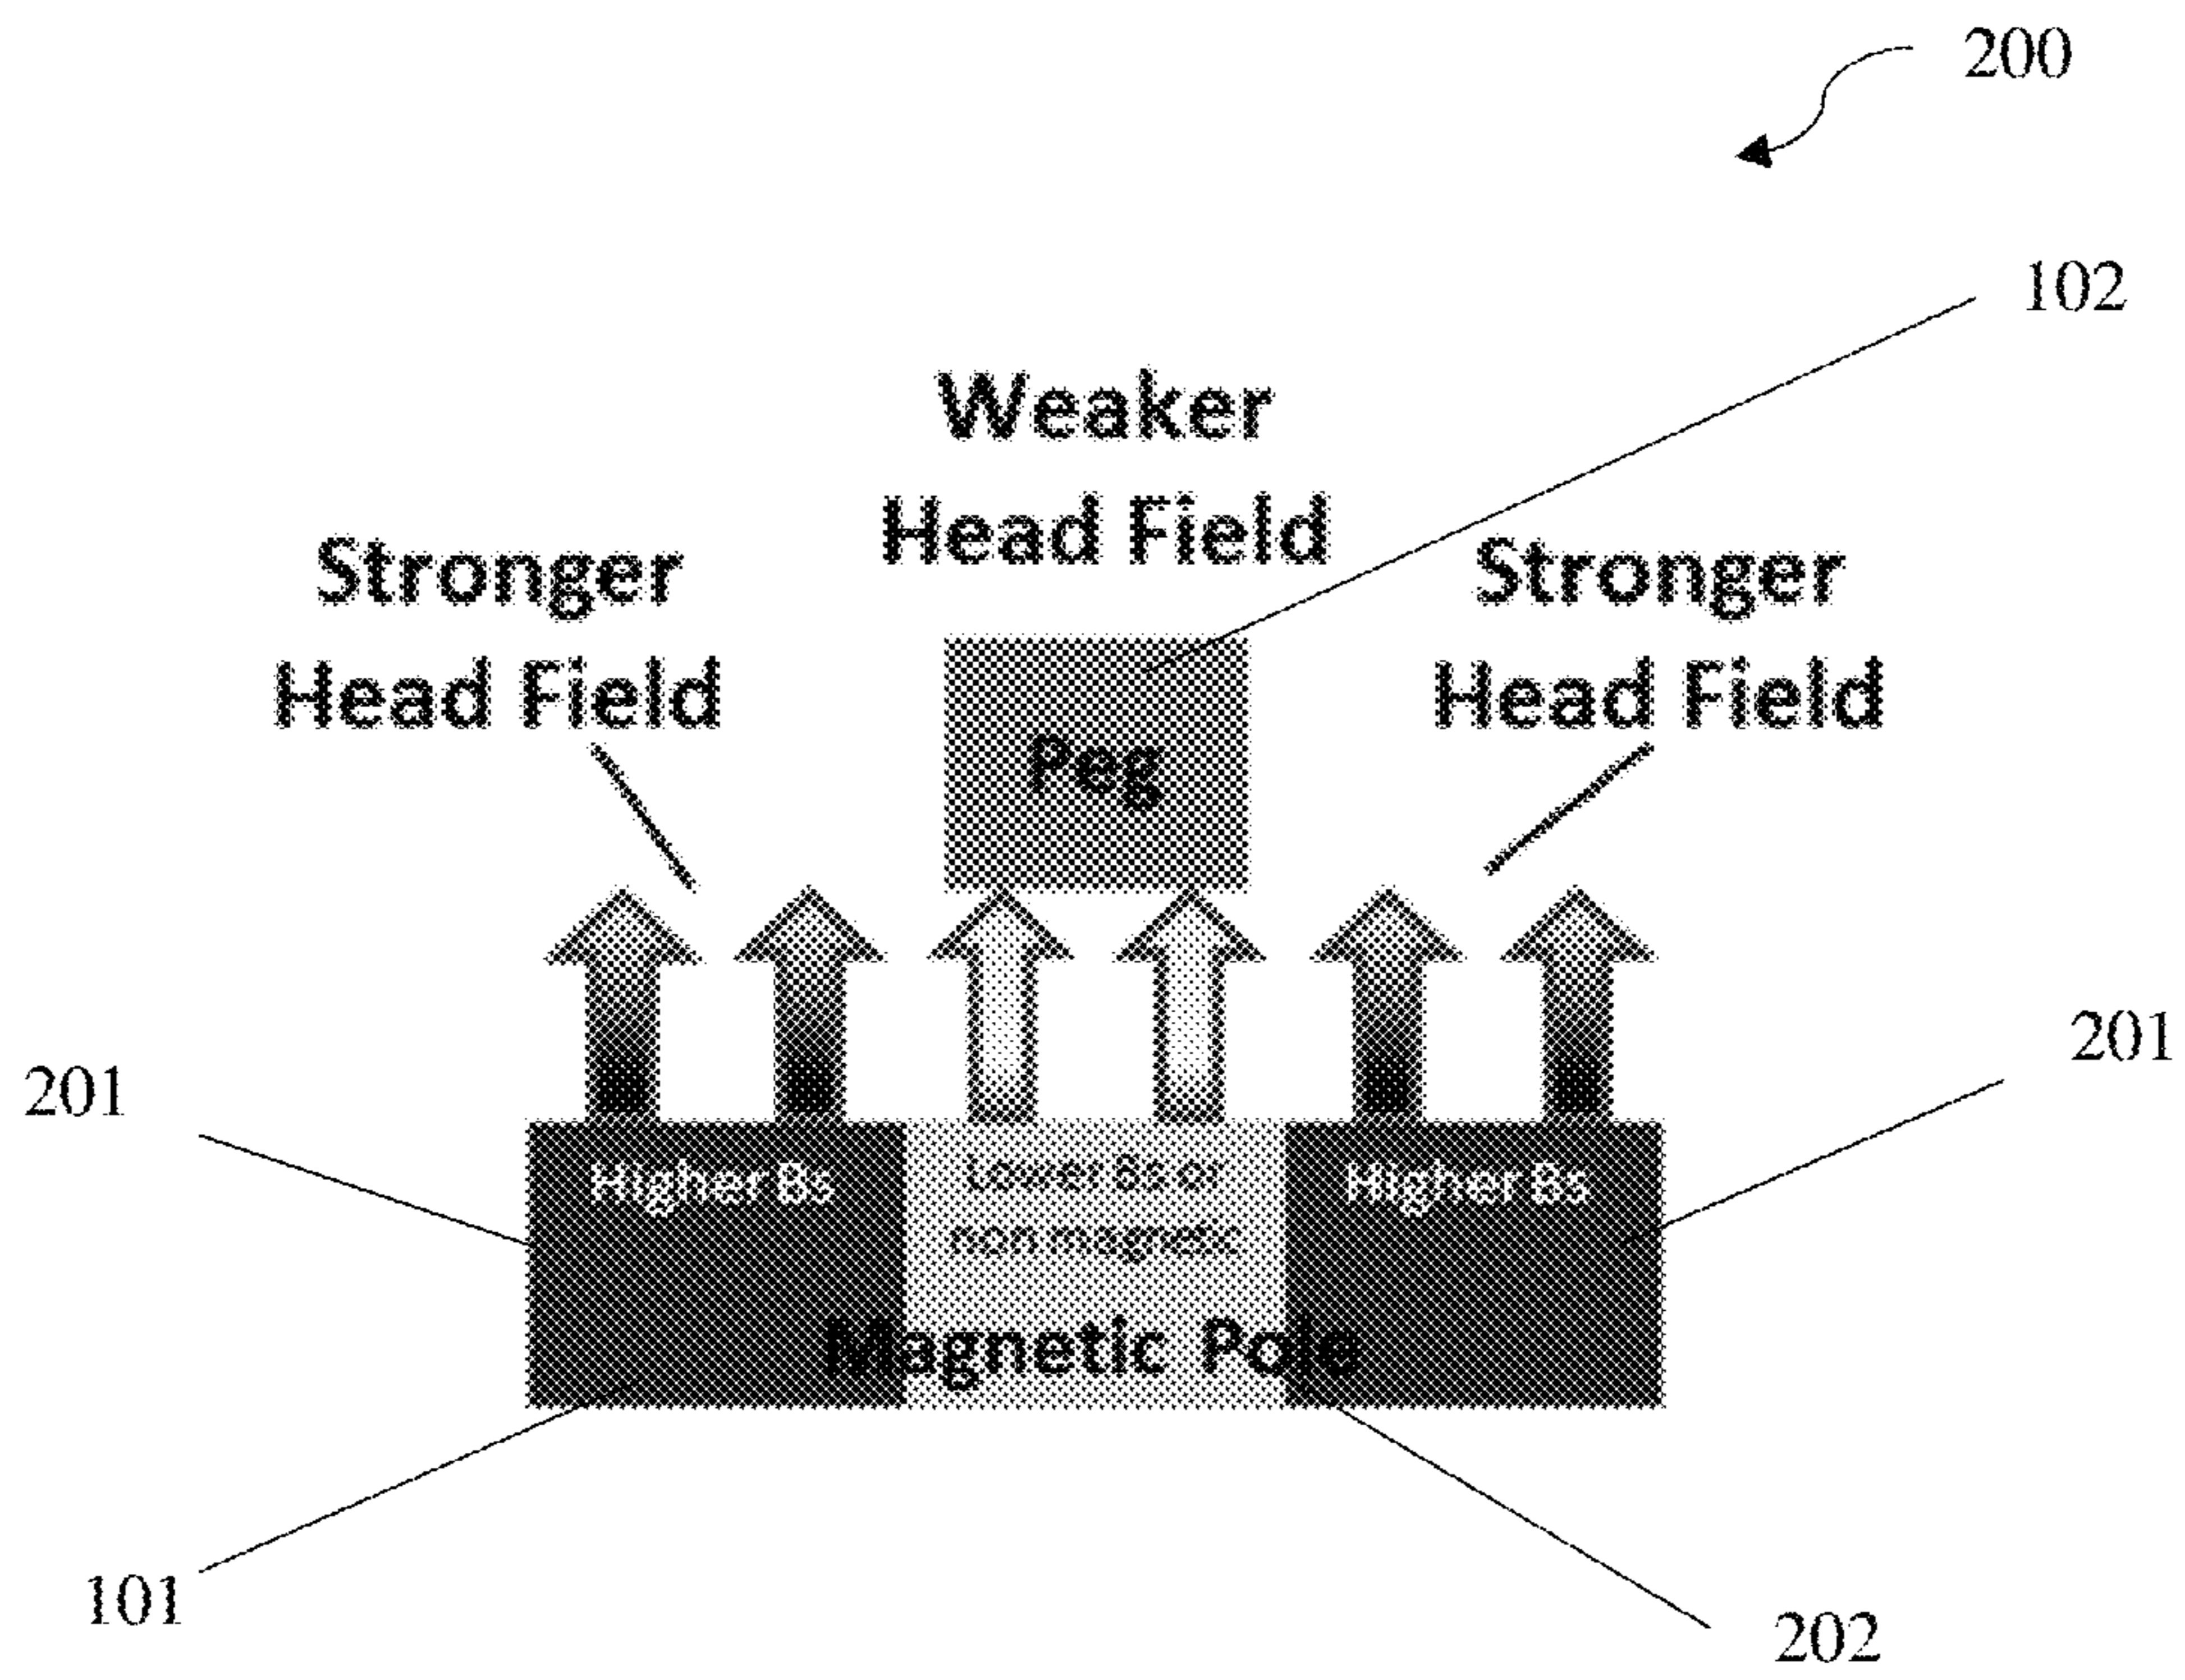 200
102
Weaker
Head Field
Stronger
Head Field
Stronger
Head Field
Peg
201
201
Higher Bs
Lower Bs or
non magnetic
Higher Bs
Magnetic Pole
101
202